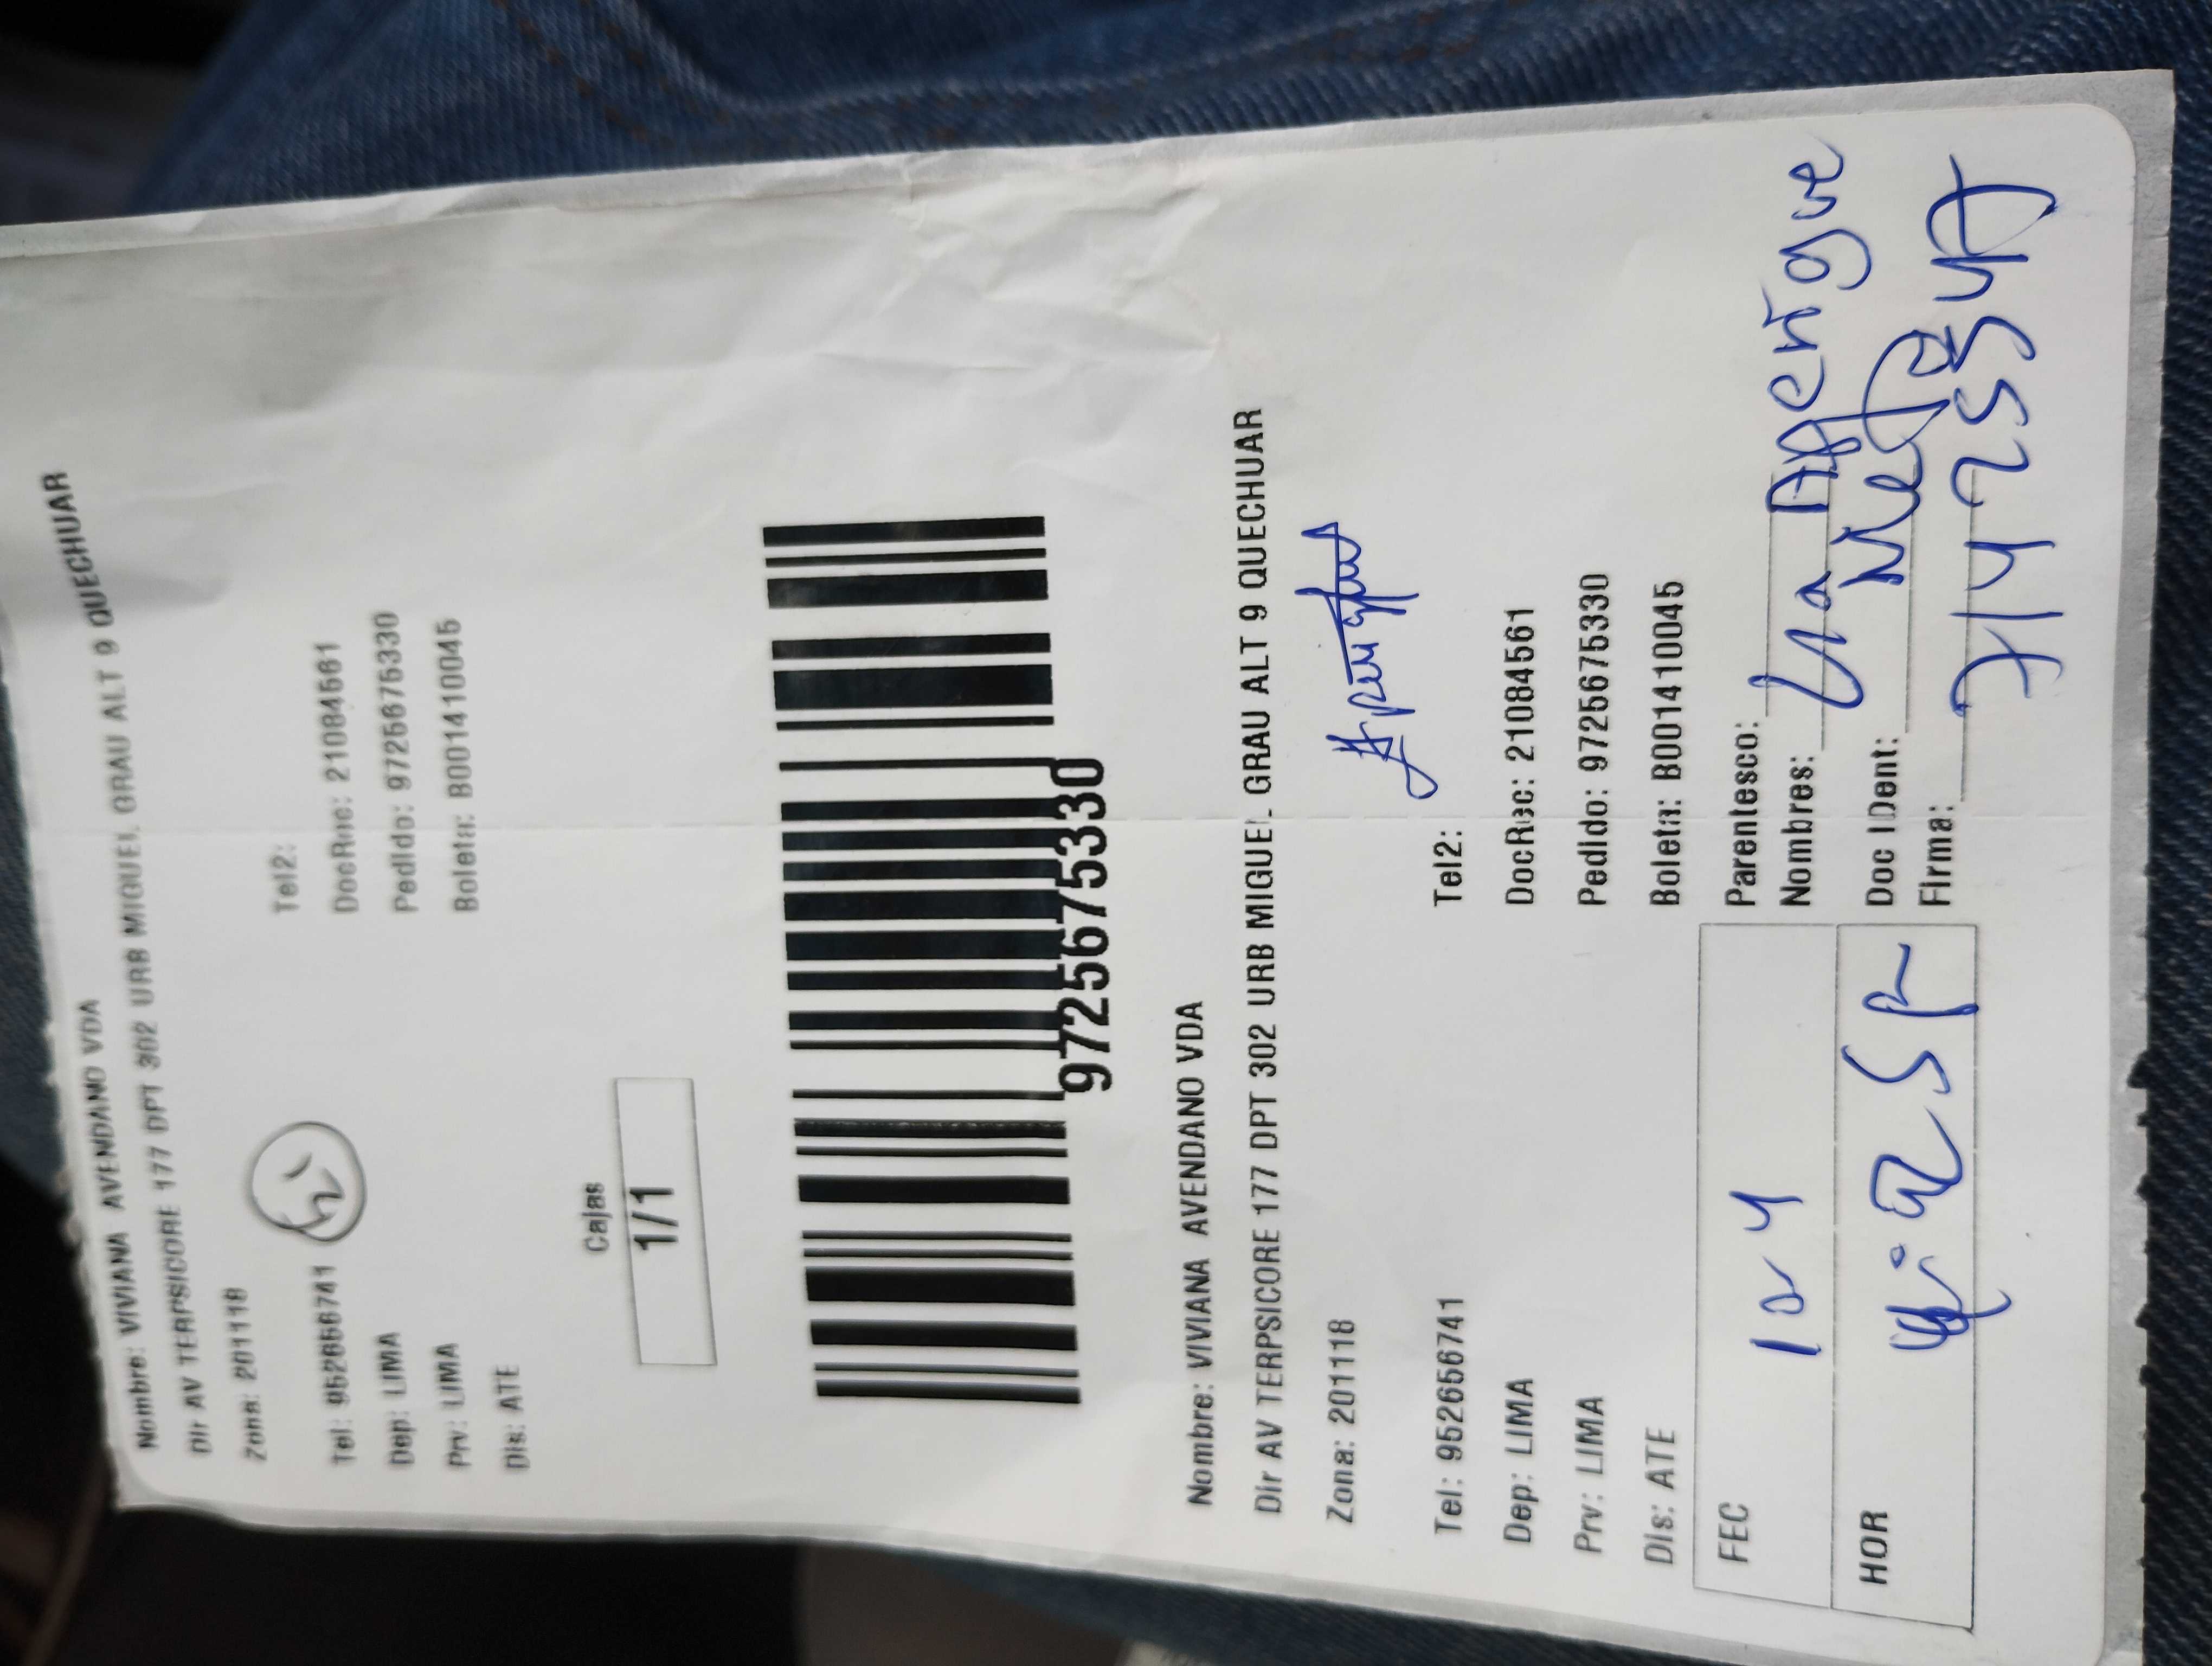 QUECHUAR
Nombre: VIVIANA AVENDANO VDA
Dir AV TERPSICORE 177 DPT 302 URB MIGUEL GRAU ALT 9 QUECHUAR
Zona: 201118
Tel: 952656741
Tel2:
Dep: LIMA
DocRec: 21084561
Prv: LIMA
Pedido: 9725675330
Dis: ATE
Boleta: B001410045
Cajas
1/1
9725675330
Nombre: VIVIANA AVENDANO VDA
Dir AV TERPSICORE 177 DPT 302 URB MIGUEL GRAU ALT 9 QUECHUAR
Zona: 201118
Tel: 952656741
Tel2:
Dep: LIMA
DocRec: 21084561
Prv: LIMA
Pedido: 9725675330
Dis: ATE
Boleta: B001410045
FEC
Parentesco:
Nombres:
HOR
Doc IDent:
Firma: